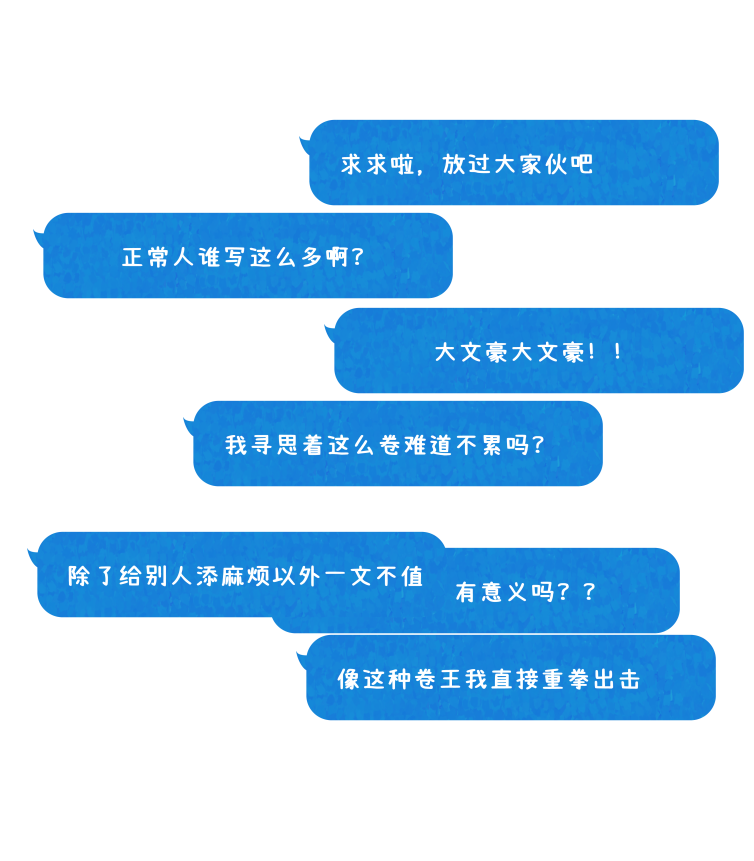 求求啦，放过大家伙吧
正常人谁写这么多啊？
大文豪大文豪！！
我寻思着这么卷难道不累吗？
除了给别人添麻烦以外一文不值
有意义吗？？
像这种卷王我直接重拳出击